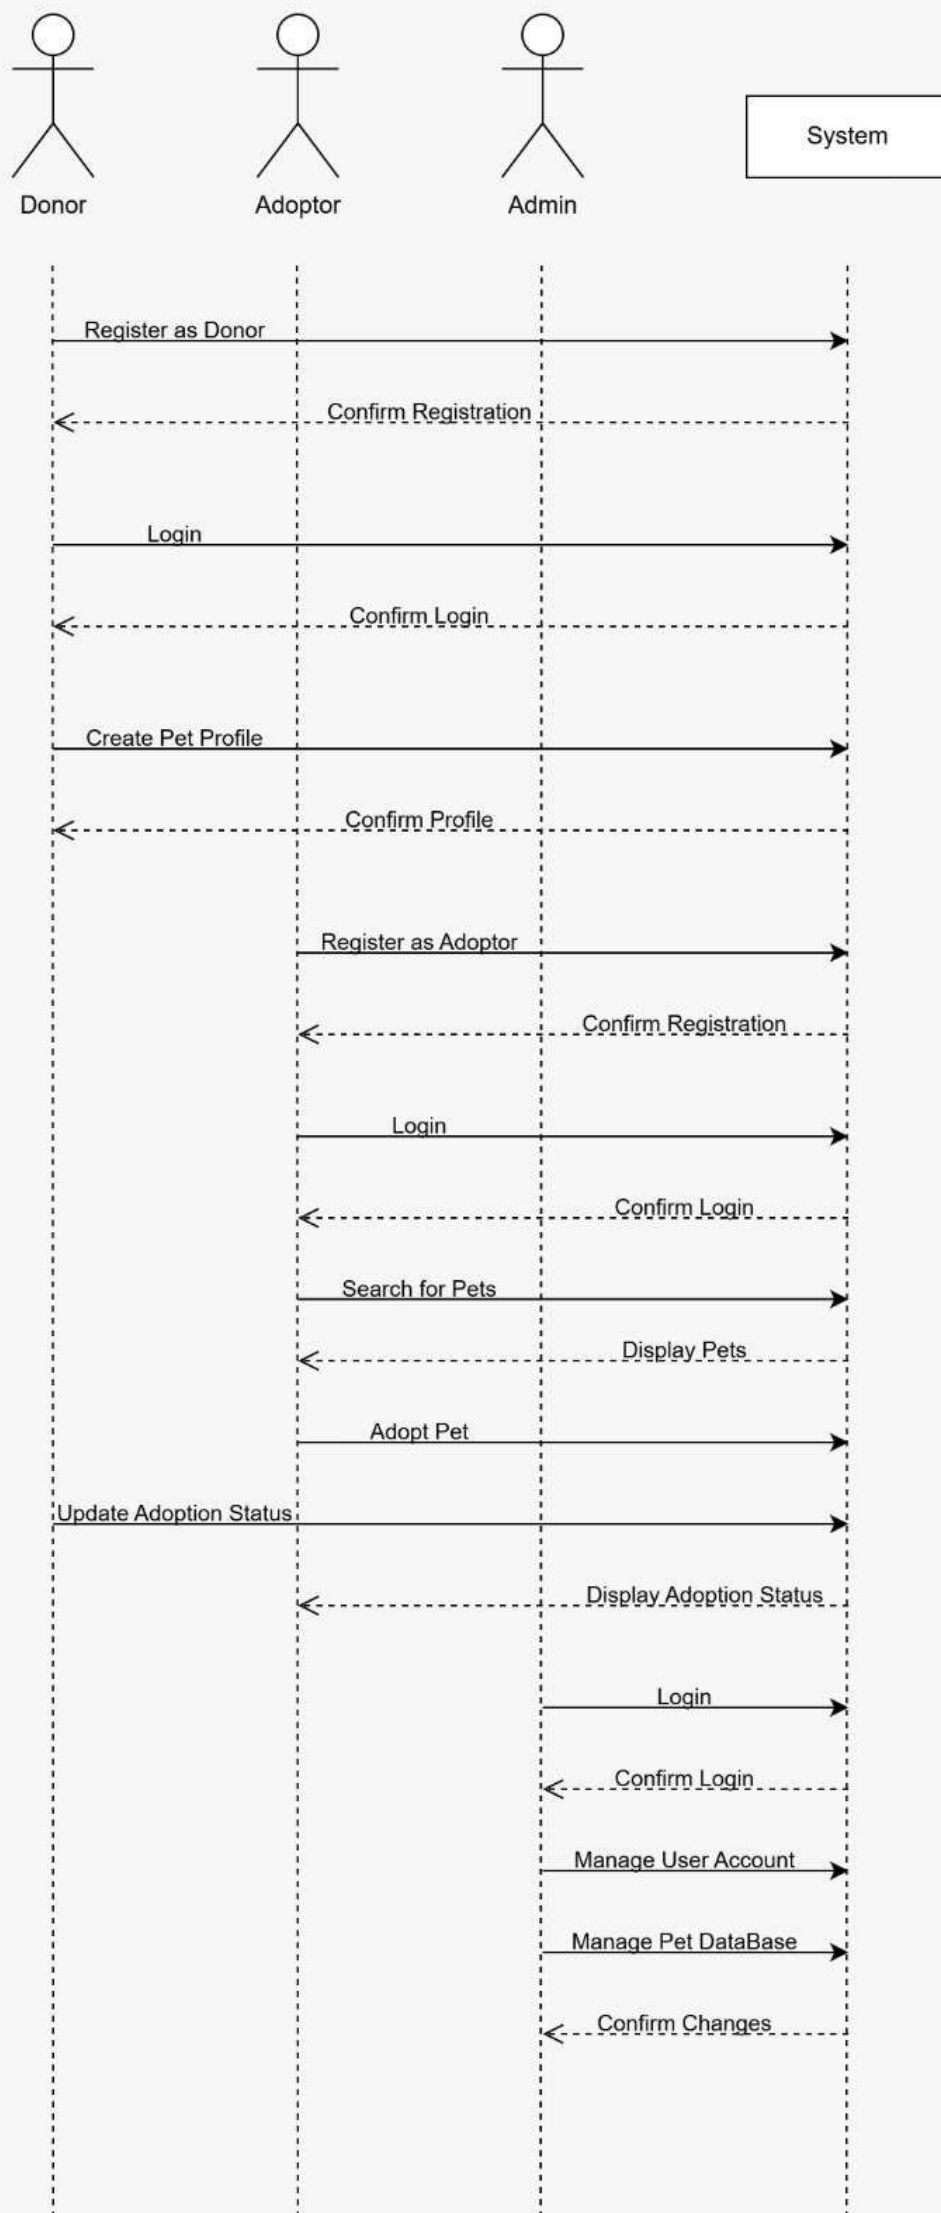 System
Donor
Adoptor
Admin
Register as Donor
Confirm Registration
Login
Confirm Login
Create Pet Profile
Confirm Profile
Register as Adoptor
Confirm Registration
Login
Confirm Login
Search for Pets
Display Pets
Adopt Pet
Update Adoption Status
Display Adoption Status
Login
Confirm Login
Manage User Account
Manage Pet DataBase
Confirm Changes